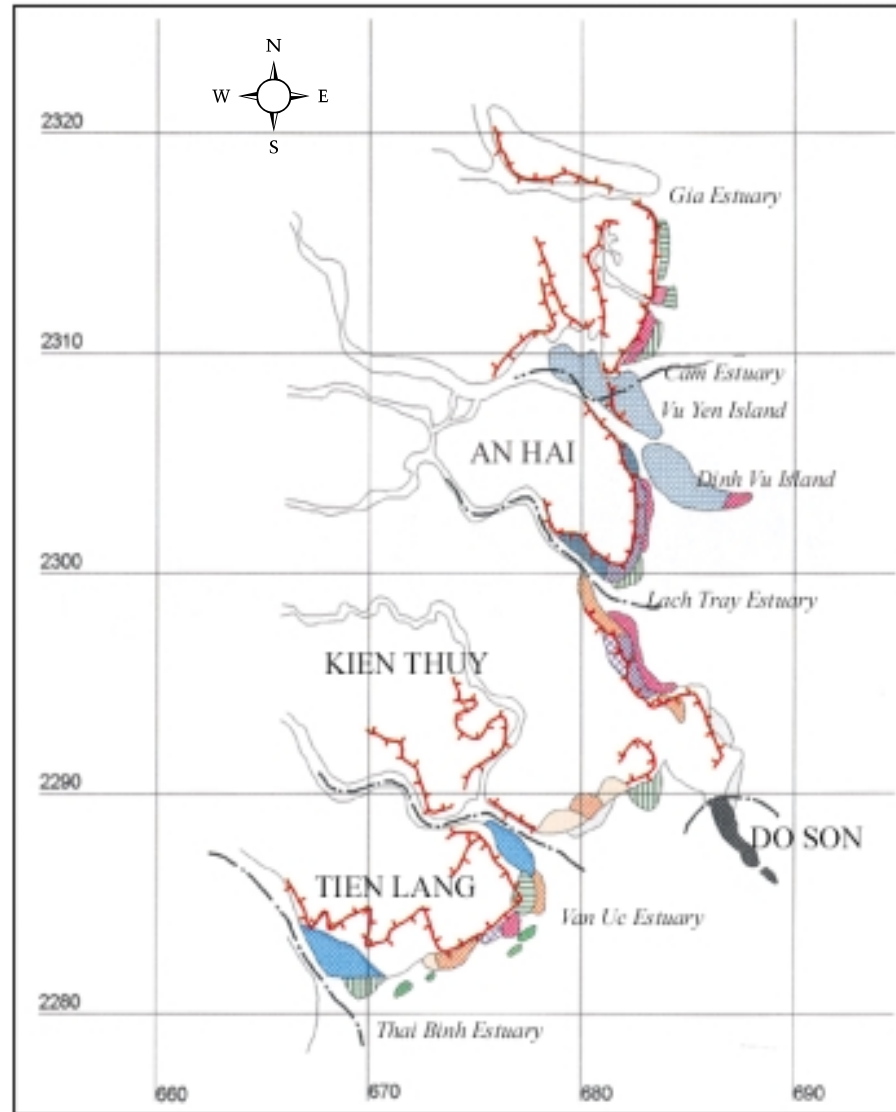 N
W E
S
2320
Gia Estuary
2310
Cấm Estuary
Vu Yen Island
AN HAI
Dinh Vu Island
2300
Lach Tray Estuary
KIEN THUY
2290
DO SON
TIEN LANG
Van Uc Estuary
2280
Thai Binh Estuary
660 670 680 690